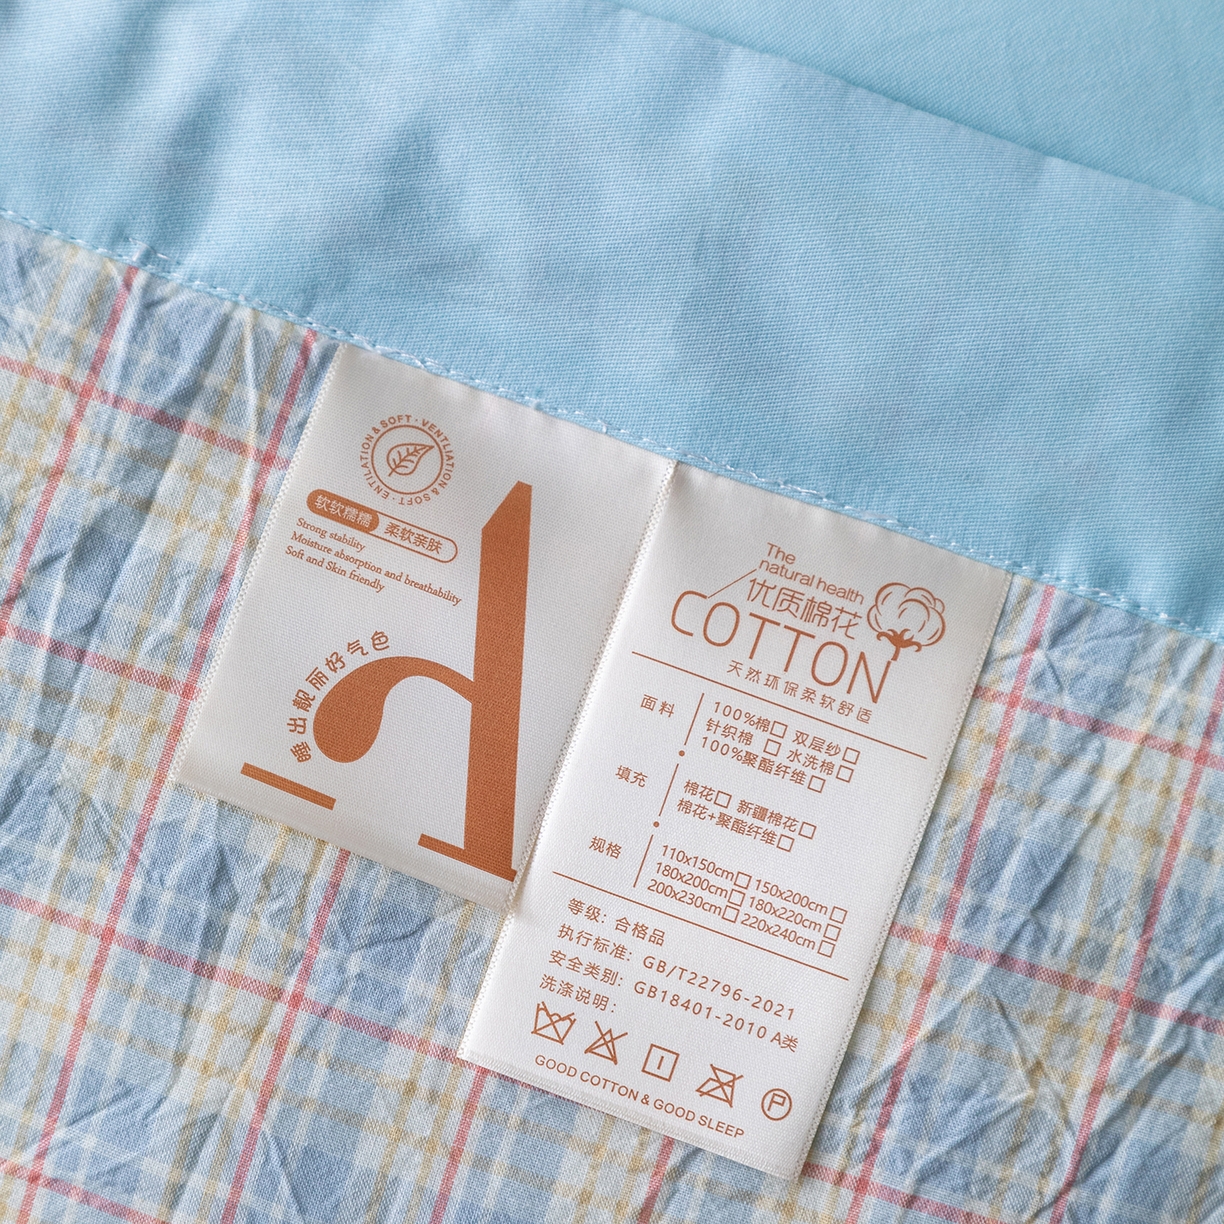 VENTLIATION & SOFT · ENTILATION & SOFT ·
软软糯糯 柔软亲肤
Strong stability
Moisture absorption and breathability
Soft and Skin friendly
睡出靓丽好气色
The
natural health
优质棉花
COTTON
天然环保柔软舒适
面料
100%棉□ 双层纱□
针织棉 □ 水洗棉□
100%聚酯纤维□
填充
棉花□ 新疆棉花□
棉花+聚酯纤维□
规格
110x150cm□ 150x200cm□
180x200cm□ 180x220cm□
200x230cm□ 220x240cm□
等级: 合格品
执行标准: GB/T22796-2021
安全类别: GB18401-2010 A类
洗涤说明:
P
GOOD COTTON & GOOD SLEEP